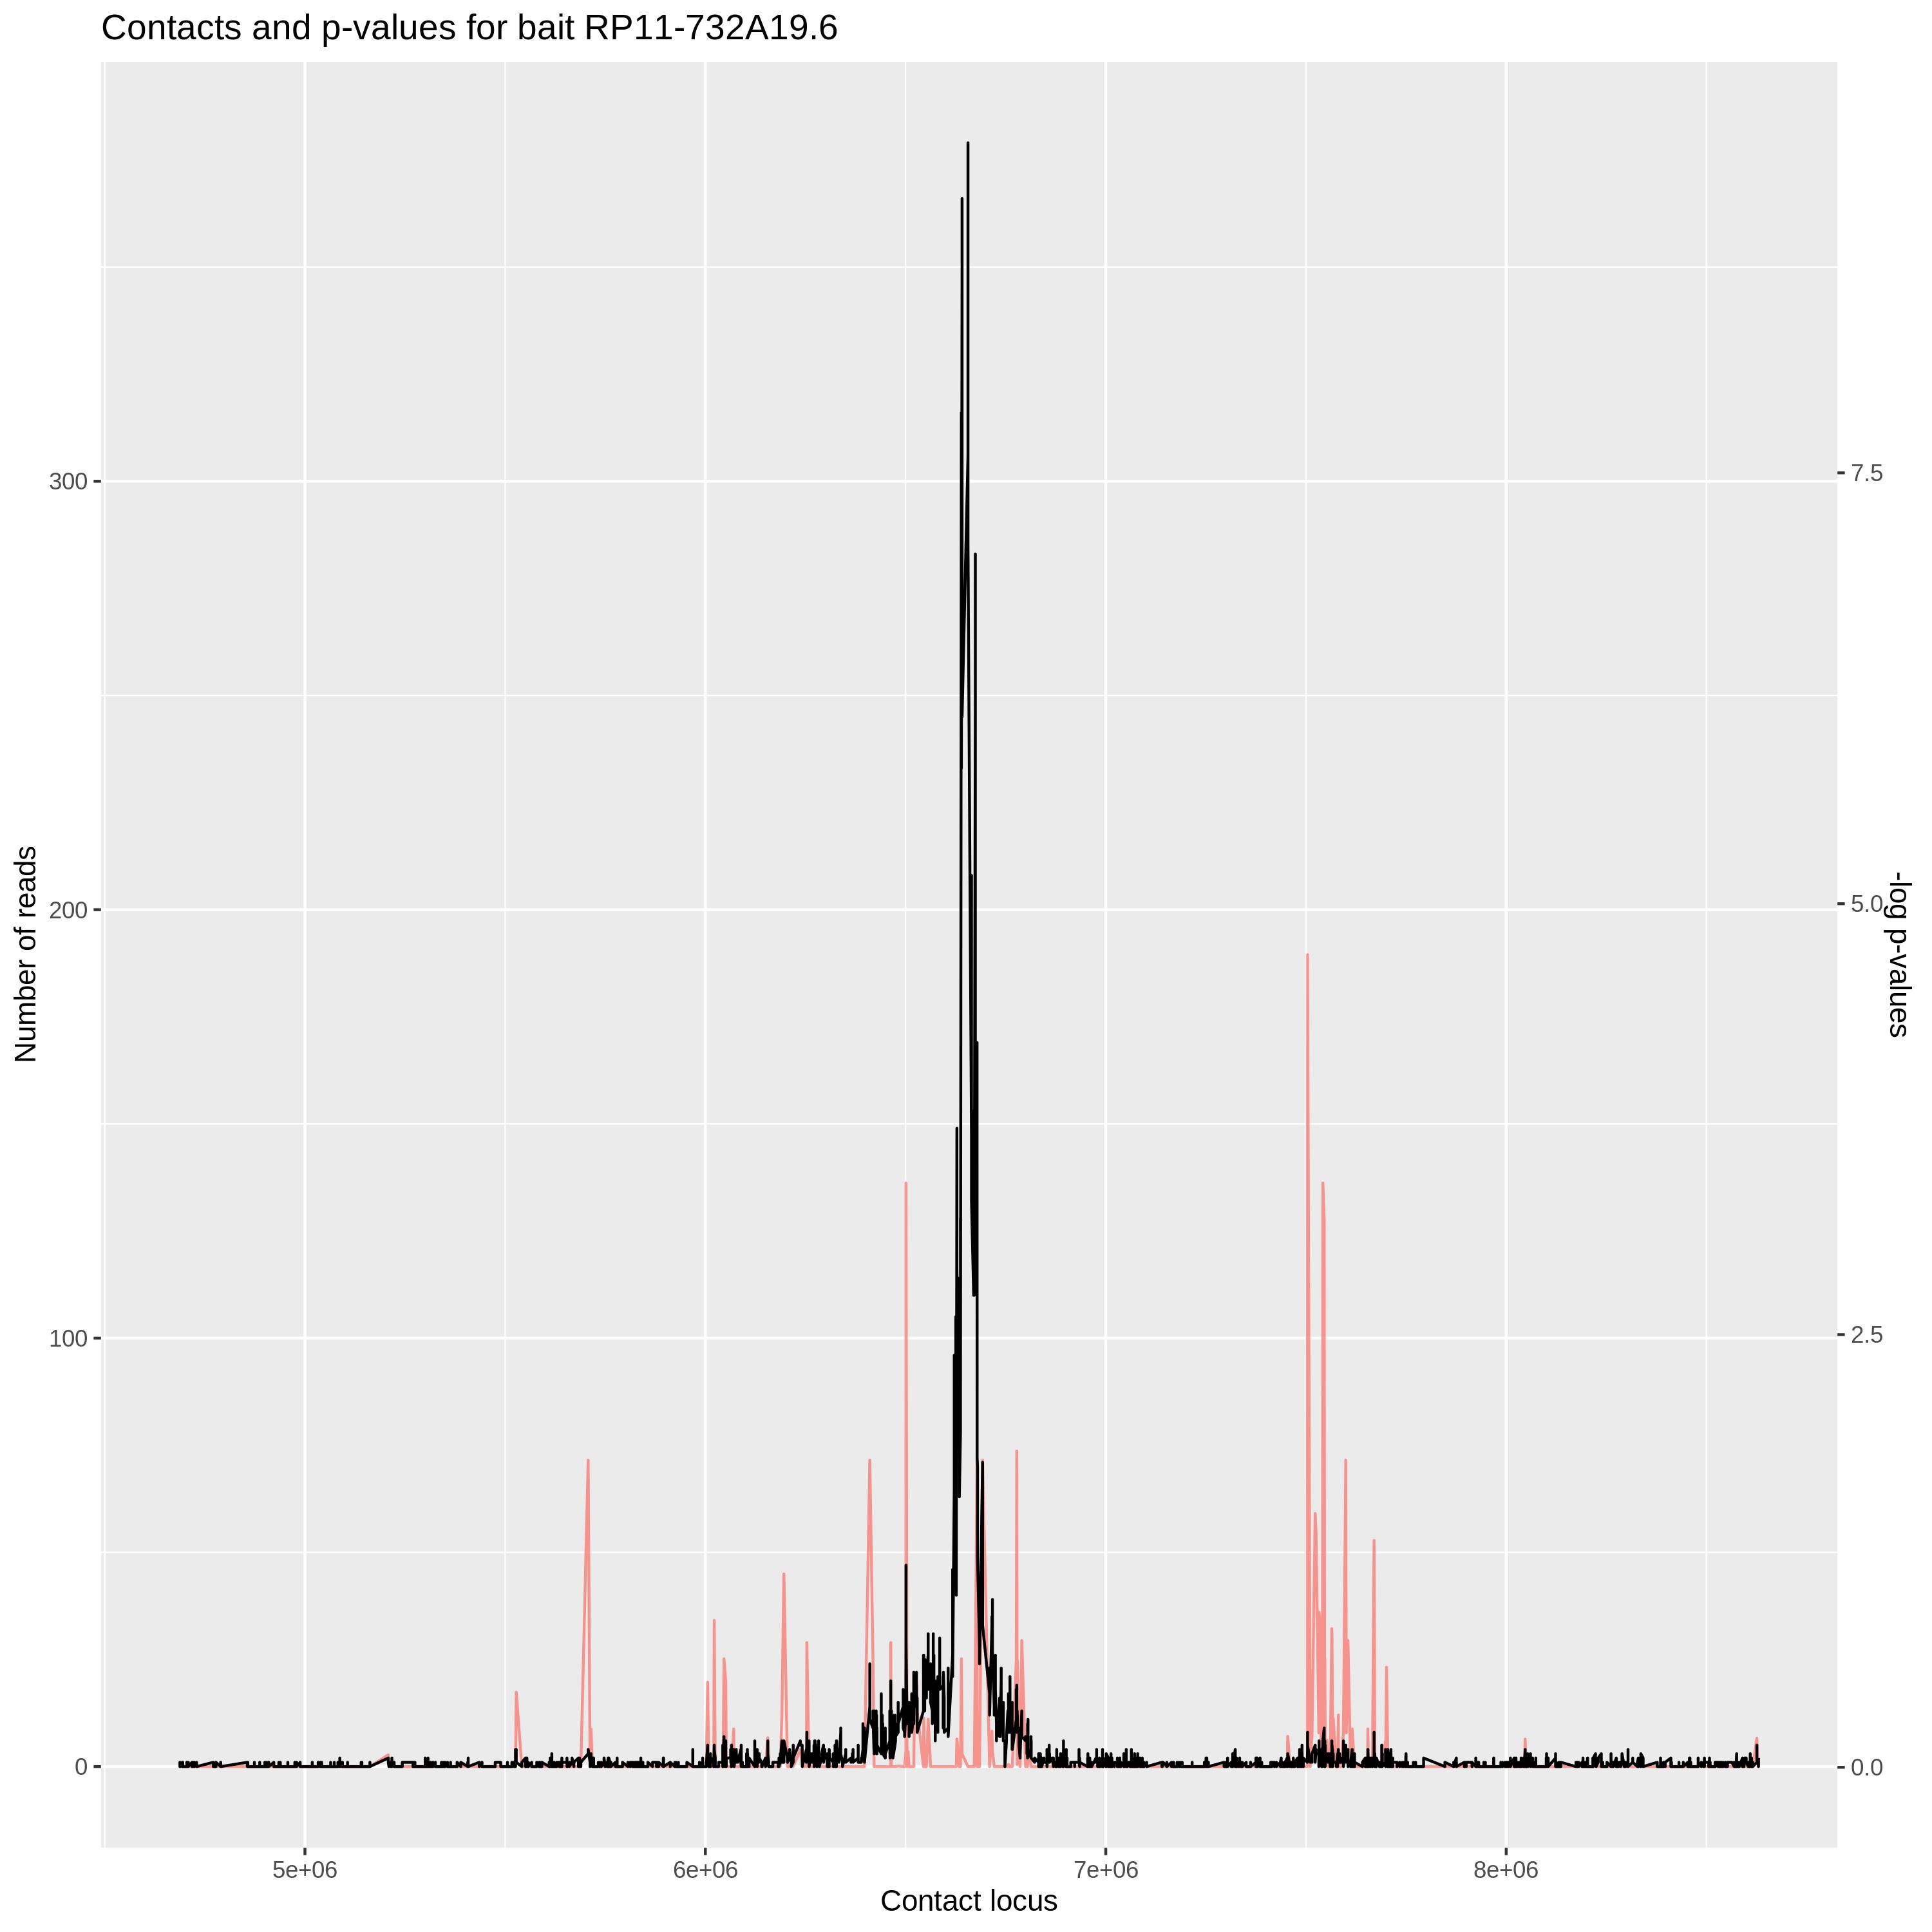 Contacts and p-values for bait RP11-732A19.6
Number of reads
300
200
100
0
7.5
5.0
2.5
0.0
-log p-values
5e+06
6e+06
7e+06
8e+06
Contact locus